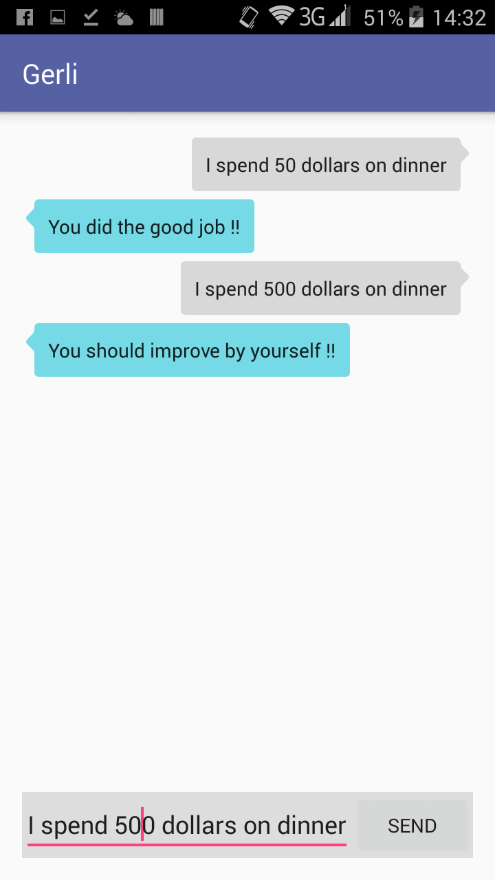 3G 51% 14:32
Gerli
I spend 50 dollars on dinner
You did the good job !!
I spend 500 dollars on dinner
You should improve by yourself !!
I spend 500 dollars on dinner SEND